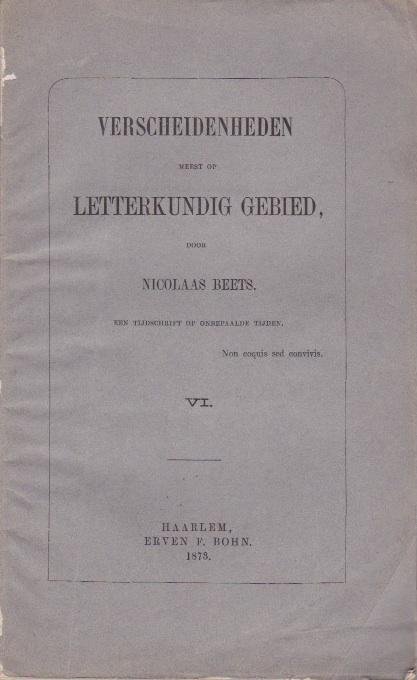 VERSCHEIDENHEDEN
MEEST OP
LETTERKUNDIG GEBIED,
DOOR
NICOLAAS BEETS.
EEN TIJDSCHRIFT OP ONBEPAALDE TIJDEN.
Non coquis sed convivis.
VI.
HAARLEM,
ERVEN F. BOHN.
1873.